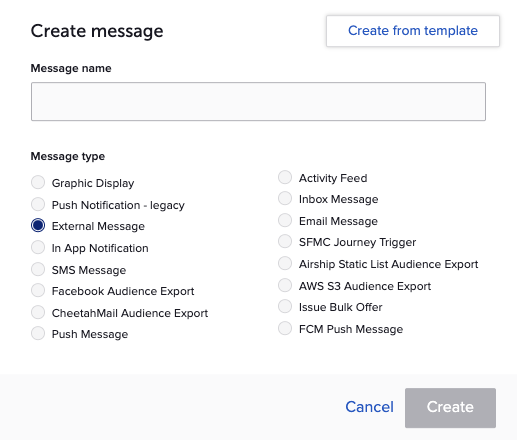 Create message
Create from template
Message name
Message type
Graphic Display
Push Notification - legacy
External Message
In App Notification
SMS Message
Facebook Audience Export
CheetahMail Audience Export
Push Message
Activity Feed
Inbox Message
Email Message
SFMC Journey Trigger
Airship Static List Audience Export
AWS S3 Audience Export
Issue Bulk Offer
FCM Push Message
Cancel
Create